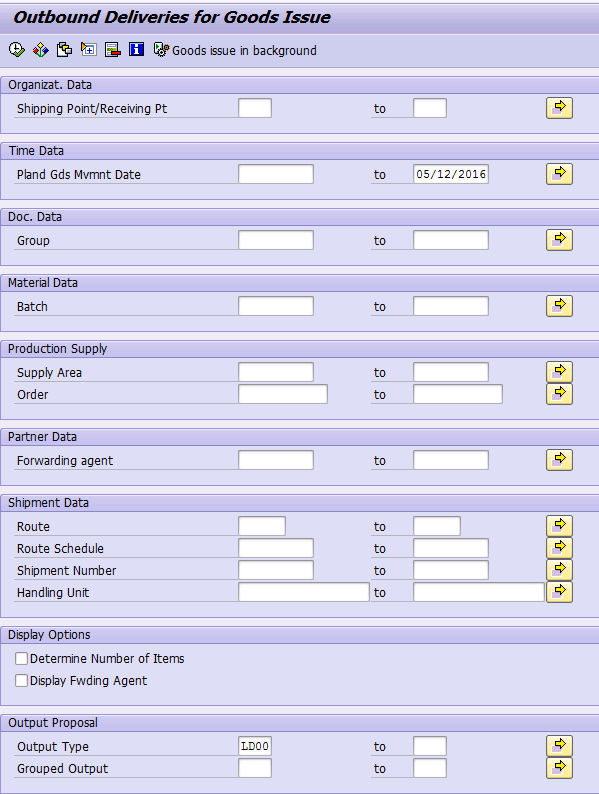 Outbound Deliveries for Goods Issue
Goods issue in background
Organizat. Data
Shipping Point/Receiving Pt to
Time Data
Pland Gds Mvmnt Date to 05/12/2016
Doc. Data
Group to
Material Data
Batch to
Production Supply
Supply Area to
Order to
Partner Data
Forwarding agent to
Shipment Data
Route to
Route Schedule to
Shipment Number to
Handling Unit to
Display Options
Determine Number of Items
Display Fwding Agent
Output Proposal
Output Type LD00 to
Grouped Output to